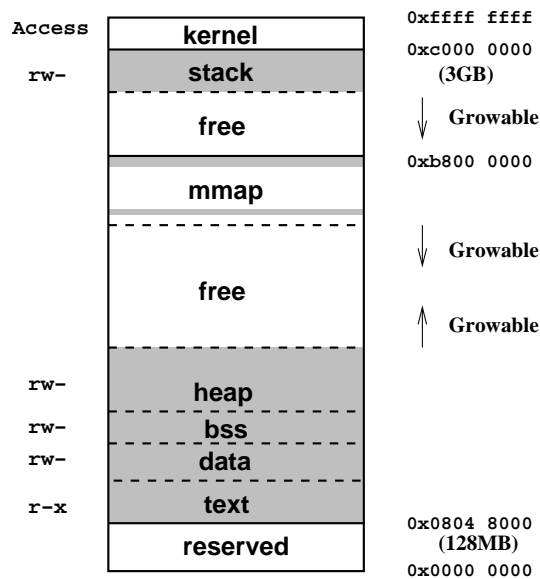 Access
kernel
0xffff ffff
0xc000 0000
rw-
stack
(3GB)
free
Growable
0xb800 0000
mmap
Growable
free
Growable
rw-
heap
rw-
bss
rw-
data
r-x
text
0x0804 8000
reserved
(128MB)
0x0000 0000